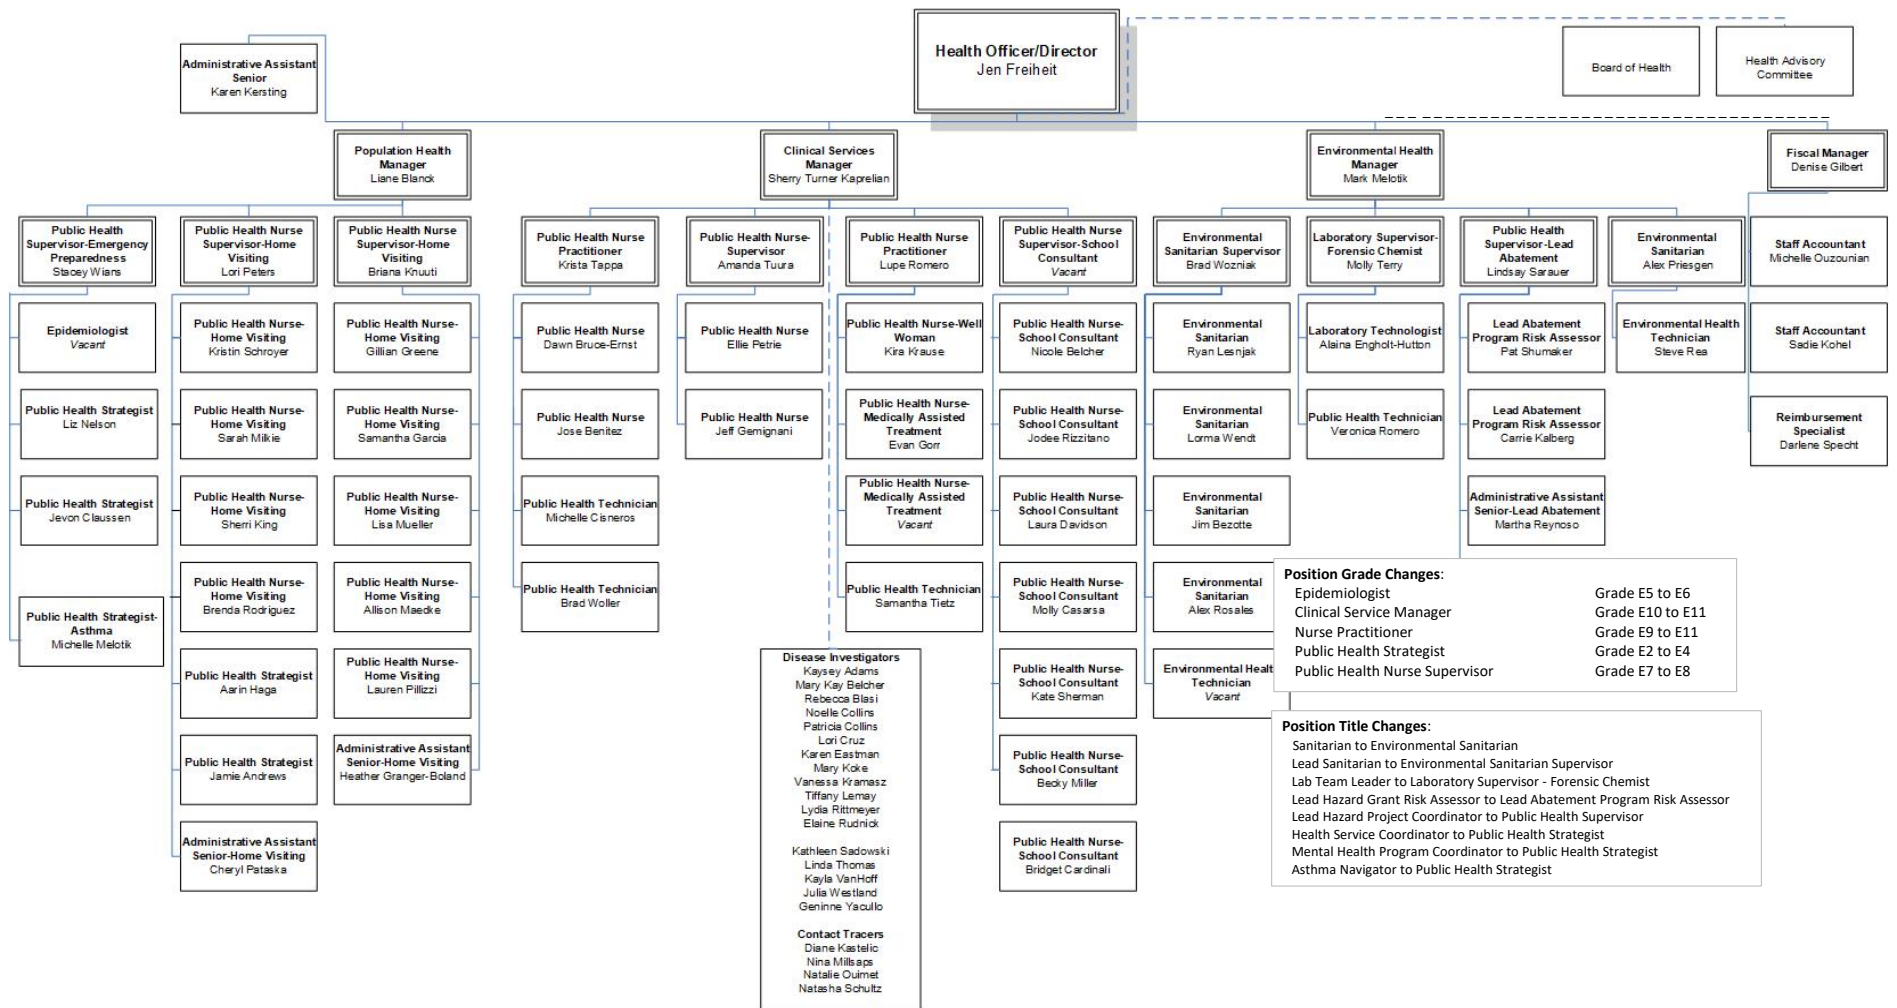 Health Officer/Director
Jen Freiheit
Administrative Assistant
Senior
Karen Kersting
Board of Health
Health Advisory
Committee
Population Health
Manager
Liane Blanck
Clinical Services
Manager
Sherry Turner Kaprelian
Environmental Health
Manager
Mark Melotik
Fiscal Manager
Denise Gilbert
Public Health
Supervisor-Emergency
Preparedness
Stacey Wians
Public Health Nurse
Supervisor-Home
Visiting
Lori Peters
Public Health Nurse
Supervisor-Home
Visiting
Briana Knuuti
Public Health Nurse
Practitioner
Krista Tappa
Public Health Nurse-
Supervisor
Amanda Tuura
Public Health Nurse
Practitioner
Lupe Romero
Public Health Nurse
Supervisor-School
Consultant
Vacant
Environmental
Sanitarian Supervisor
Brad Wozniak
Laboratory Supervisor-
Forensic Chemist
Molly Terry
Public Health
Supervisor-Lead
Abatement
Lindsay Sarauer
Environmental
Sanitarian
Alex Priesgen
Staff Accountant
Michelle Ouzounian
Epidemiologist
Vacant
Public Health Nurse-
Home Visiting
Kristin Schroyer
Public Health Nurse-
Home Visiting
Gillian Greene
Public Health Nurse
Dawn Bruce-Ernst
Public Health Nurse
Ellie Petrie
Public Health Nurse-Well
Woman
Kira Krause
Public Health Nurse-
School Consultant
Nicole Belcher
Environmental
Sanitarian
Ryan Lesnjak
Laboratory Technologist
Alaina Engholt-Hutton
Lead Abatement
Program Risk Assessor
Pat Shumaker
Environmental Health
Technician
Steve Rea
Staff Accountant
Sadie Kohel
Public Health Strategist
Liz Nelson
Public Health Nurse-
Home Visiting
Sarah Milkie
Public Health Nurse-
Home Visiting
Samantha Garcia
Public Health Nurse
Jose Benitez
Public Health Nurse
Jeff Gemignani
Public Health Nurse-
Medically Assisted
Treatment
Evan Gorr
Public Health Nurse-
School Consultant
Jodee Rizzitano
Environmental
Sanitarian
Lorma Wendt
Public Health Technician
Veronica Romero
Lead Abatement
Program Risk Assessor
Carrie Kalberg
Reimbursement
Specialist
Darlene Specht
Public Health Strategist
Jevon Claussen
Public Health Nurse-
Home Visiting
Sherri King
Public Health Nurse-
Home Visiting
Lisa Mueller
Public Health Technician
Michelle Cisneros
Public Health Nurse-
Medically Assisted
Treatment
Vacant
Public Health Nurse-
School Consultant
Laura Davidson
Environmental
Sanitarian
Jim Bezotte
Administrative Assistant
Senior-Lead Abatement
Martha Reynoso
Public Health Strategist-
Asthma
Michelle Melotik
Public Health Nurse-
Home Visiting
Brenda Rodriguez
Public Health Nurse-
Home Visiting
Allison Maedke
Public Health Technician
Brad Woller
Public Health Technician
Samantha Tietz
Public Health Nurse-
School Consultant
Molly Casarsa
Environmental
Sanitarian
Alex Rosales
Public Health Strategist
Aarin Haga
Public Health Nurse-
Home Visiting
Lauren Pillizzi
Public Health Nurse-
School Consultant
Kate Sherman
Environmental Health
Technician
Vacant
Public Health Strategist
Jamie Andrews
Administrative Assistant
Senior-Home Visiting
Heather Granger-Boland
Public Health Nurse-
School Consultant
Becky Miller
Administrative Assistant
Senior-Home Visiting
Cheryl Pataska
Public Health Nurse-
School Consultant
Bridget Cardinali
Disease Investigators
Kaysey Adams
Mary Kay Belcher
Rebecca Blasi
Noelle Collins
Patricia Collins
Lori Cruz
Karen Eastman
Mary Koke
Vanessa Kramasz
Tiffany Lemay
Lydia Rittmeyer
Elaine Rudnick
Kathleen Sadowski
Linda Thomas
Kayla VanHoff
Julia Westland
Geninne Yacullo
Contact Tracers
Diane Kastelic
Nina Millsaps
Natalie Ouimet
Natasha Schultz
Position Grade Changes:
Epidemiologist Grade E5 to E6
Clinical Service Manager Grade E10 to E11
Nurse Practitioner Grade E9 to E11
Public Health Strategist Grade E2 to E4
Public Health Nurse Supervisor Grade E7 to E8
Position Title Changes:
Sanitarian to Environmental Sanitarian
Lead Sanitarian to Environmental Sanitarian Supervisor
Lab Team Leader to Laboratory Supervisor - Forensic Chemist
Lead Hazard Grant Risk Assessor to Lead Abatement Program Risk Assessor
Lead Hazard Project Coordinator to Public Health Supervisor
Health Service Coordinator to Public Health Strategist
Mental Health Program Coordinator to Public Health Strategist
Asthma Navigator to Public Health Strategist